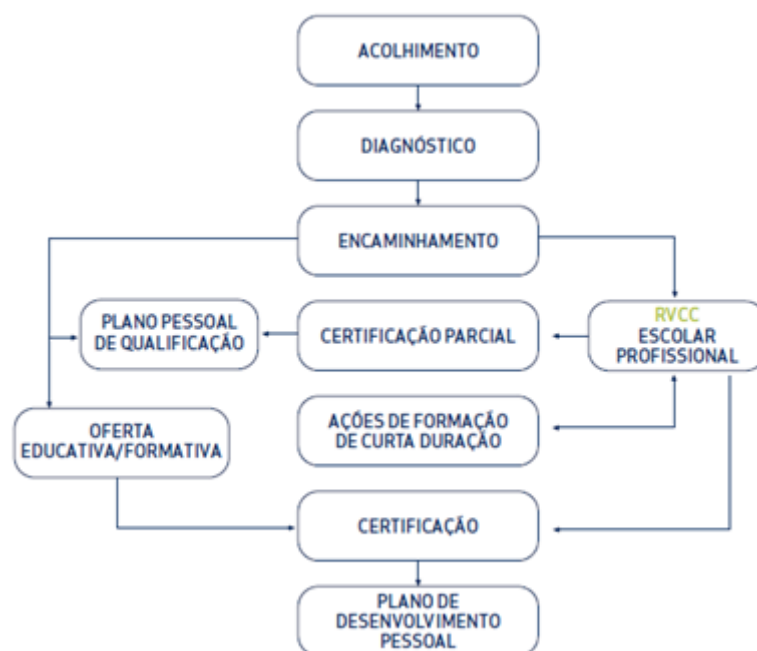 ACOLHIMENTO
DIAGNÓSTICO
ENCAMINHAMENTO
PLANO PESSOAL
DE QUALIFICAÇÃO
CERTIFICAÇÃO PARCIAL
RVCC
ESCOLAR
PROFISSIONAL
OFERTA
EDUCATIVA/FORMATIVA
AÇÕES DE FORMAÇÃO
DE CURTA DURAÇÃO
CERTIFICAÇÃO
PLANO DE
DESENVOLVIMENTO
PESSOAL